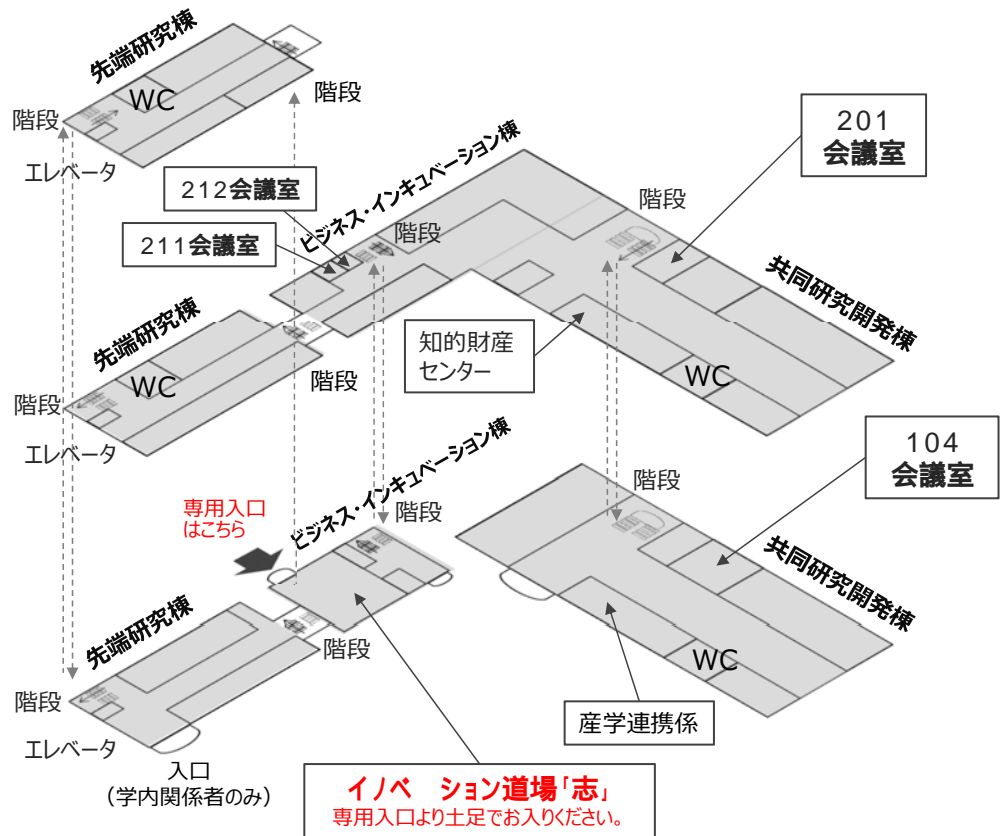 先端研究棟
WC
階段
階段
エレベータ
201
会議室
ビジネス・インキュベーション棟
212会議室
211会議室
階段
階段
共同研究開発棟
先端研究棟
WC
階段
階段
エレベータ
知的財産
センター
WC
104
会議室
専用入口
はこちら
ビジネス・インキュベーション棟
階段
階段
共同研究開発棟
先端研究棟
階段
階段
エレベータ
WC
産学連携係
入口
（学内関係者のみ）
イノベ　ション道場「志」
専用入口より土足でお入りください。